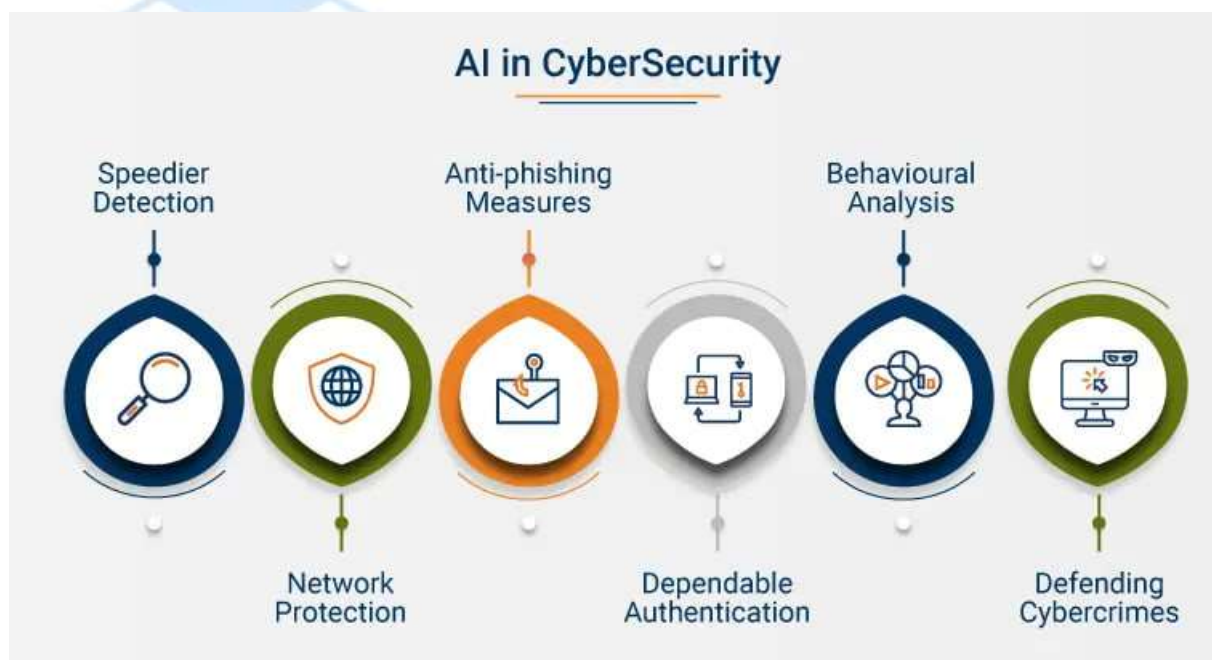 AI in CyberSecurity
Speedier
Detection
Anti-phishing
Measures
Behavioural
Analysis
Network
Protection
Dependable
Authentication
Defending
Cybercrimes